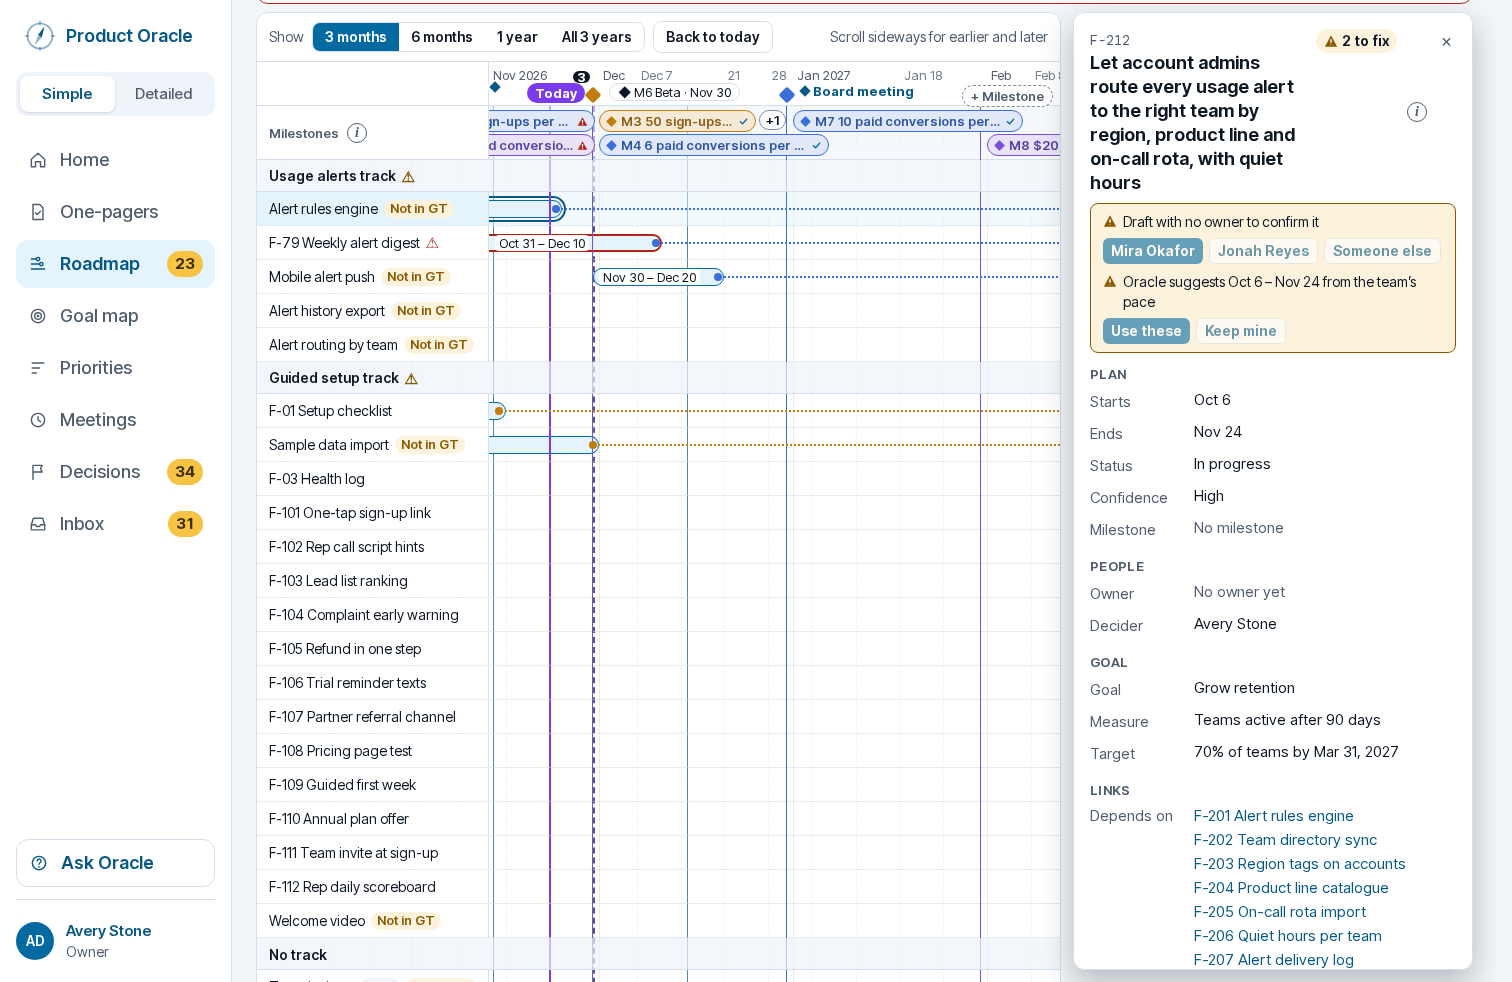 Product Oracle
Simple
Detailed
Home
One-pagers
Roadmap 23
Goal map
Priorities
Meetings
Decisions 34
Inbox 31
Ask Oracle
AD
Avery Stone
Owner
Show
3 months
6 months
1 year
All 3 years
Back to today
Scroll sideways for earlier and later
Nov 2026
3
Dec
Dec 7
21
28
Jan 2027
Jan 18
Feb
Feb
Today
M6 Beta · Nov 30
Board meeting
+ Milestone
Milestones
gn-ups per ...
M3 50 sign-ups...
+1
M7 10 paid conversions per...
d conversio...
M4 6 paid conversions per ...
M8 $20
Usage alerts track
Alert rules engine Not in GT
F-79 Weekly alert digest
Oct 31 – Dec 10
Mobile alert push Not in GT
Nov 30 – Dec 20
Alert history export Not in GT
Alert routing by team Not in GT
Guided setup track
F-01 Setup checklist
Sample data import Not in GT
F-03 Health log
F-101 One-tap sign-up link
F-102 Rep call script hints
F-103 Lead list ranking
F-104 Complaint early warning
F-105 Refund in one step
F-106 Trial reminder texts
F-107 Partner referral channel
F-108 Pricing page test
F-109 Guided first week
F-110 Annual plan offer
F-111 Team invite at sign-up
F-112 Rep daily scoreboard
Welcome video Not in GT
No track
F-212
2 to fix
×
Let account admins
route every usage alert
to the right team by
region, product line and
on-call rota, with quiet
hours
i
Draft with no owner to confirm it
Mira Okafor
Jonah Reyes
Someone else
Oracle suggests Oct 6 – Nov 24 from the team’s
pace
Use these
Keep mine
PLAN
Starts Oct 6
Ends Nov 24
Status In progress
Confidence High
Milestone No milestone
PEOPLE
Owner No owner yet
Decider Avery Stone
GOAL
Goal Grow retention
Measure Teams active after 90 days
Target 70% of teams by Mar 31, 2027
LINKS
Depends on F-201 Alert rules engine
F-202 Team directory sync
F-203 Region tags on accounts
F-204 Product line catalogue
F-205 On-call rota import
F-206 Quiet hours per team
F-207 Alert delivery log